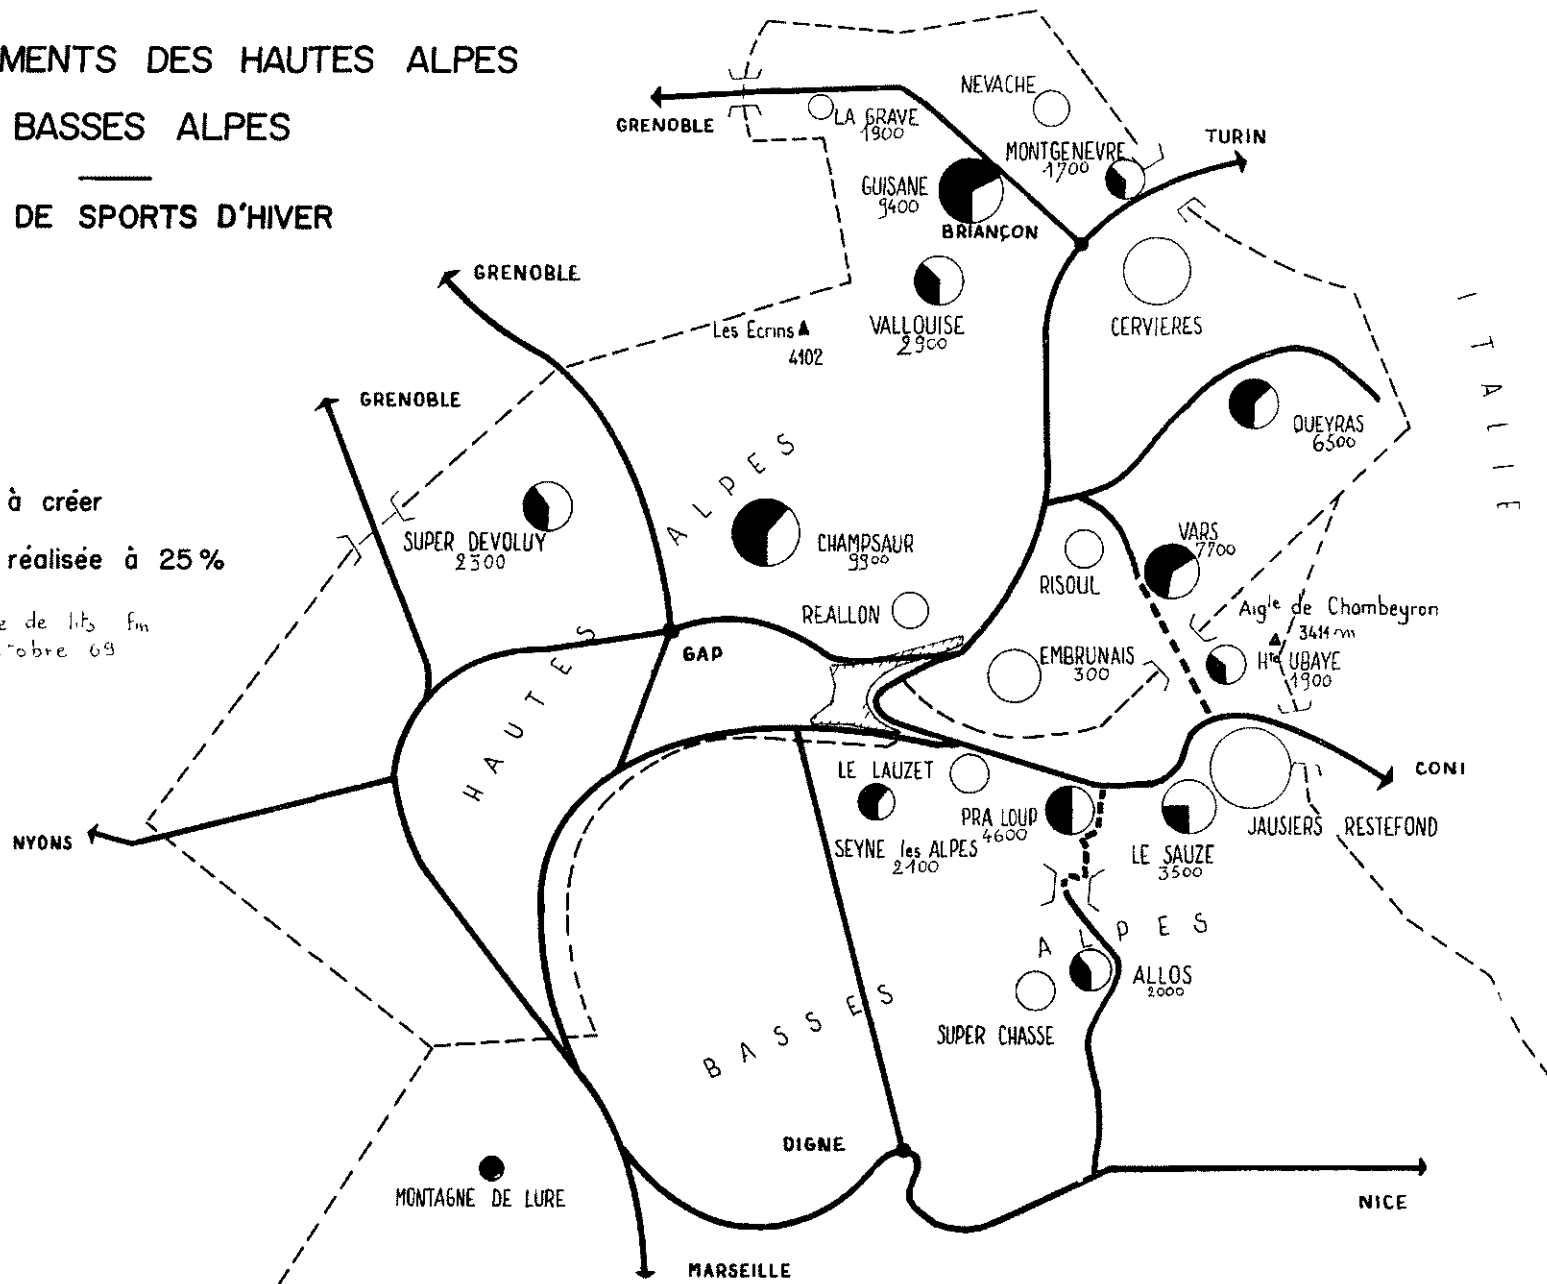 MENTS DES HAUTES ALPES
BASSES ALPES
DE SPORTS D'HIVER
à créer
réalisée à 25%
de lits fin
octobre 69
GRENOBLE
LA GRAVE
1900
NEVACHE
MONTGENEVRE
1700
TURIN
GUISANE
9400
BRIANÇON
GRENOBLE
Les Ecrins
4102
VALLOUISE
2900
CERVIERES
ITALIE
GRENOBLE
QUEYRAS
6500
SUPER DEVOLUY
2300
CHAMPSAUR
9900
VARS
7700
RISOUL
REALLON
Aigle de Chambeyron
3411m
GAP
EMBRUNAIS
300
Hte UBAYE
1900
HAUTES ALPES
NYONS
LE LAUZET
SEYNE les ALPES
2100
PRA LOUP
4600
LE SAUZE
3500
JAUSIERS RESTEFOND
CONI
BASSES ALPES
ALLOS
2000
SUPER CHASSE
DIGNE
MONTAGNE DE LURE
NICE
MARSEILLE